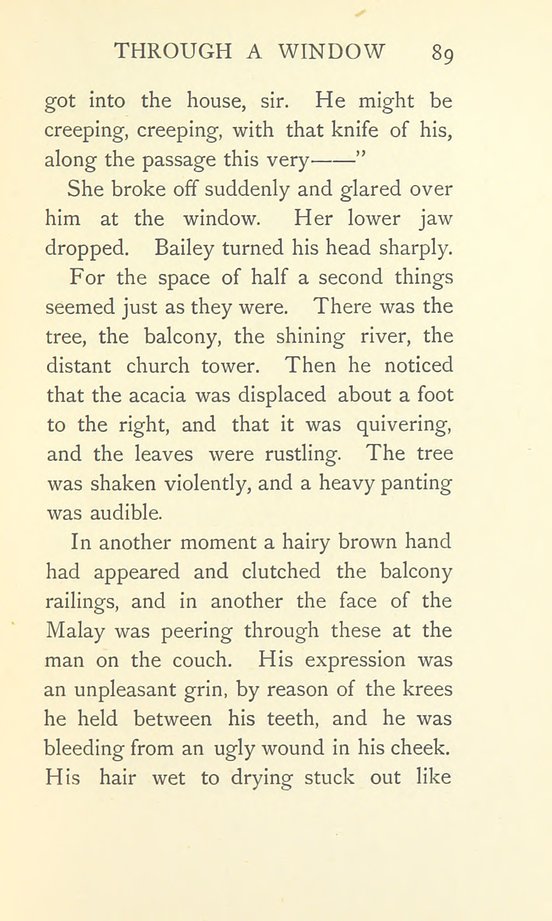 THROUGH A WINDOW 89
got into the house, sir. He might be
creeping, creeping, with that knife of his,
along the passage this very——”
She broke off suddenly and glared over
him at the window. Her lower jaw
dropped. Bailey turned his head sharply.
For the space of half a second things
seemed just as they were. There was the
tree, the balcony, the shining river, the
distant church tower. Then he noticed
that the acacia was displaced about a foot
to the right, and that it was quivering,
and the leaves were rustling. The tree
was shaken violently, and a heavy panting
was audible.
In another moment a hairy brown hand
had appeared and clutched the balcony
railings, and in another the face of the
Malay was peering through these at the
man on the couch. His expression was
an unpleasant grin, by reason of the krees
he held between his teeth, and he was
bleeding from an ugly wound in his cheek.
His hair wet to drying stuck out like